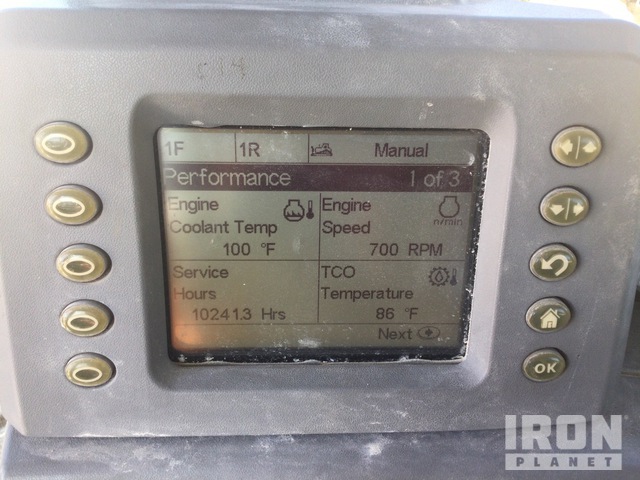 C14
1F 1R Manual
Performance 1 of 3
Engine
Coolant Temp
100 °F
Engine
Speed
n/min
700 RPM
Service
Hours
10241.3 Hrs
TCO
Temperature
86 °F
Next
OK
IRON
PLANET